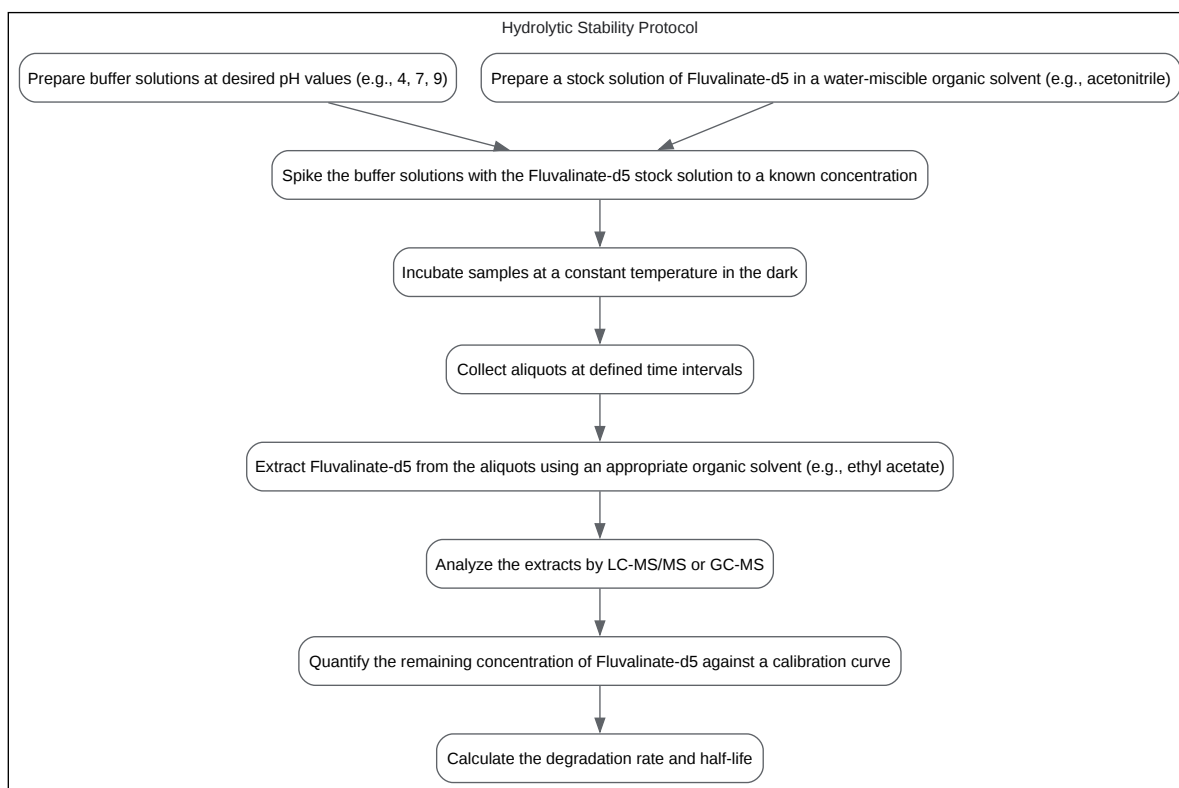 Hydrolytic Stability Protocol
Prepare buffer solutions at desired pH values (e.g., 4, 7, 9)
Prepare a stock solution of Fluvalinate-d5 in a water-miscible organic solvent (e.g., acetonitrile)
Spike the buffer solutions with the Fluvalinate-d5 stock solution to a known concentration
Incubate samples at a constant temperature in the dark
Collect aliquots at defined time intervals
Extract Fluvalinate-d5 from the aliquots using an appropriate organic solvent (e.g., ethyl acetate)
Analyze the extracts by LC-MS/MS or GC-MS
Quantify the remaining concentration of Fluvalinate-d5 against a calibration curve
Calculate the degradation rate and half-life